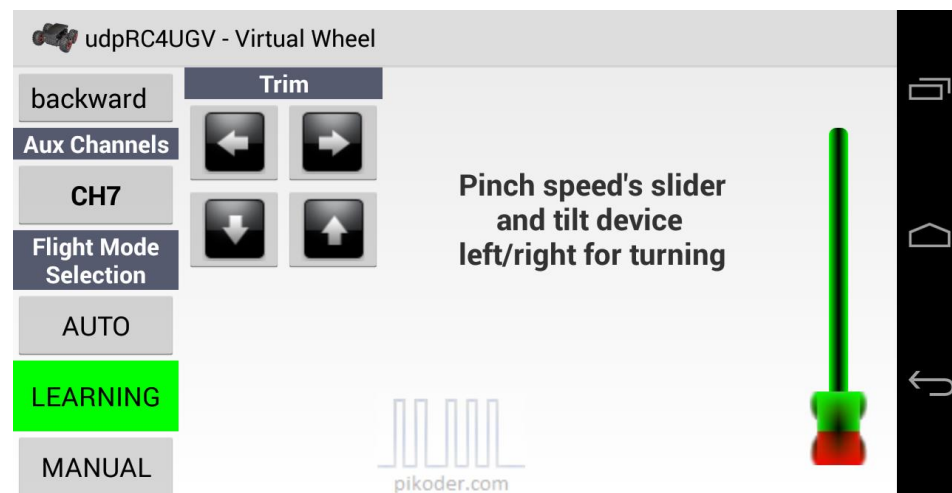 udpRC4UGV - Virtual Wheel
backward
Trim
Aux Channels
CH7
Flight Mode
Selection
AUTO
LEARNING
MANUAL
Pinch speed's slider
and tilt device
left/right for turning
pikoder.com